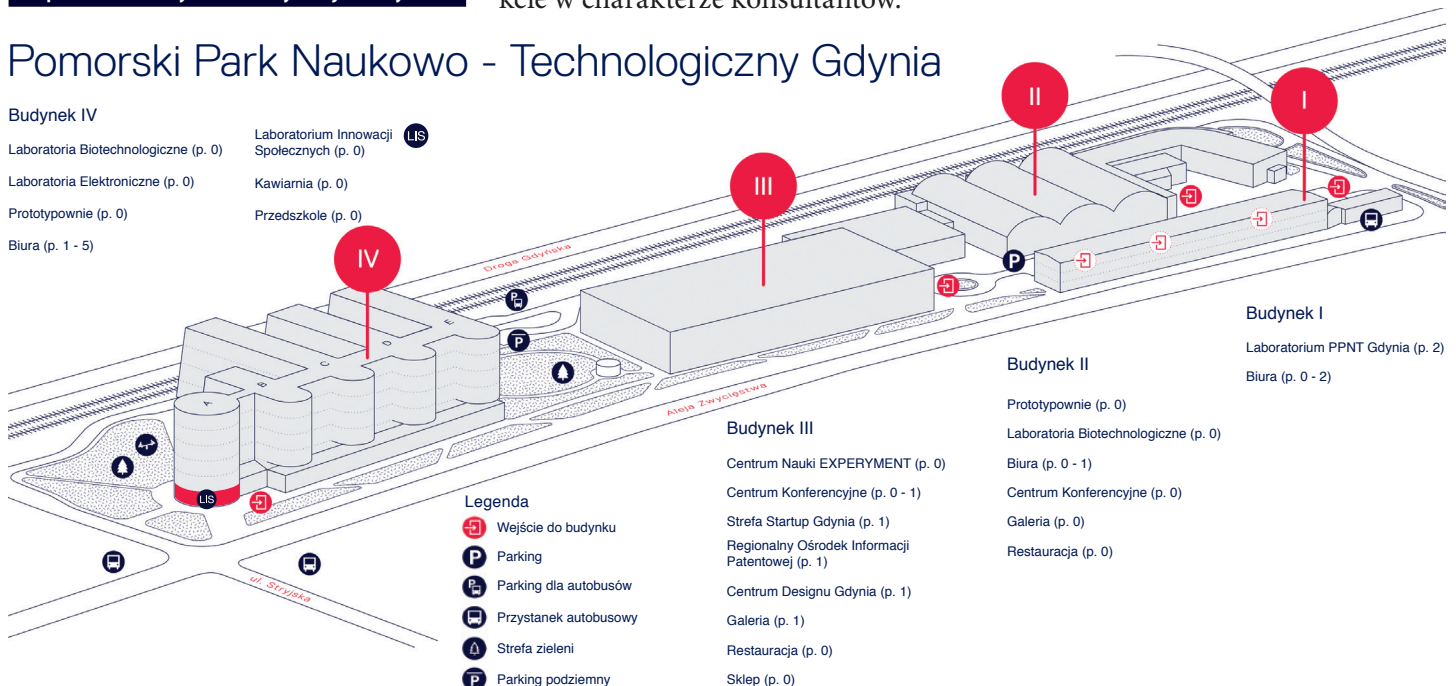 kcie w charakterze konsultantów.
Pomorski Park Naukowo - Technologiczny Gdynia
Budynek IV
Laboratoria Biotechnologiczne (p. 0)
Laboratoria Elektroniczne (p. 0)
Prototypownie (p. 0)
Biura (p. 1 - 5)
Laboratorium Innowacji
Społecznych (p. 0)
LIS
Kawiarnia (p. 0)
Przedszkole (p. 0)
IV
III
II
I
Droga Gdyńska
Aleja Zwycięstwa
ul. Stryjska
A
B
C
D
E
LIS
P
P
P
P
Legenda
Wejście do budynku
P Parking
P Parking dla autobusów
Przystanek autobusowy
Strefa zieleni
P Parking podziemny
Budynek III
Centrum Nauki EXPERYMENT (p. 0)
Centrum Konferencyjne (p. 0 - 1)
Strefa Startup Gdynia (p. 1)
Regionalny Ośrodek Informacji
Patentowej (p. 1)
Centrum Designu Gdynia (p. 1)
Galeria (p. 1)
Restauracja (p. 0)
Sklep (p. 0)
Budynek II
Prototypownie (p. 0)
Laboratoria Biotechnologiczne (p. 0)
Biura (p. 0 - 1)
Centrum Konferencyjne (p. 0)
Galeria (p. 0)
Restauracja (p. 0)
Budynek I
Laboratorium PPNT Gdynia (p. 2)
Biura (p. 0 - 2)